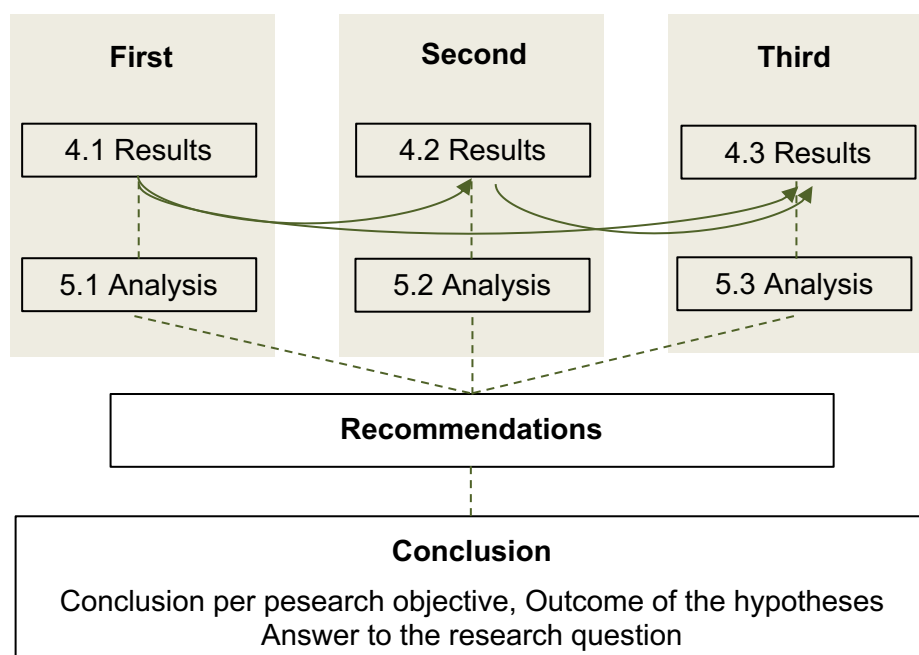 First
Second
Third
4.1 Results
4.2 Results
4.3 Results
5.1 Analysis
5.2 Analysis
5.3 Analysis
Recommendations
Conclusion
Conclusion per pesearch objective, Outcome of the hypotheses
Answer to the research question